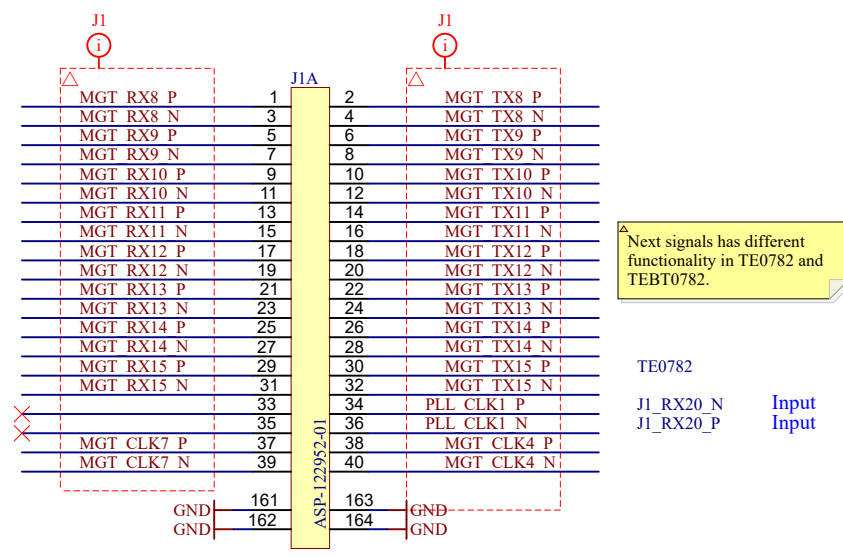 J1 J1
i i
J1A
MGT_RX8_P 1 2 MGT_TX8_P
MGT_RX8_N 3 4 MGT_TX8_N
MGT_RX9_P 5 6 MGT_TX9_P
MGT_RX9_N 7 8 MGT_TX9_N
MGT_RX10_P 9 10 MGT_TX10_P
MGT_RX10_N 11 12 MGT_TX10_N
MGT_RX11_P 13 14 MGT_TX11_P
MGT_RX11_N 15 16 MGT_TX11_N
MGT_RX12_P 17 18 MGT_TX12_P
MGT_RX12_N 19 20 MGT_TX12_N
MGT_RX13_P 21 22 MGT_TX13_P
MGT_RX13_N 23 24 MGT_TX13_N
MGT_RX14_P 25 26 MGT_TX14_P
MGT_RX14_N 27 28 MGT_TX14_N
MGT_RX15_P 29 30 MGT_TX15_P
MGT_RX15_N 31 32 MGT_TX15_N
33 34 PLL_CLK1_P
35 36 PLL_CLK1_N
MGT_CLK7_P 37 38 MGT_CLK4_P
MGT_CLK7_N 39 40 MGT_CLK4_N
GND 161 163 GND
GND 162 164 GND
ASP-122952-01
Next signals has different
functionality in TE0782 and
TEBT0782.
TE0782
J1_RX20_N Input
J1_RX20_P Input